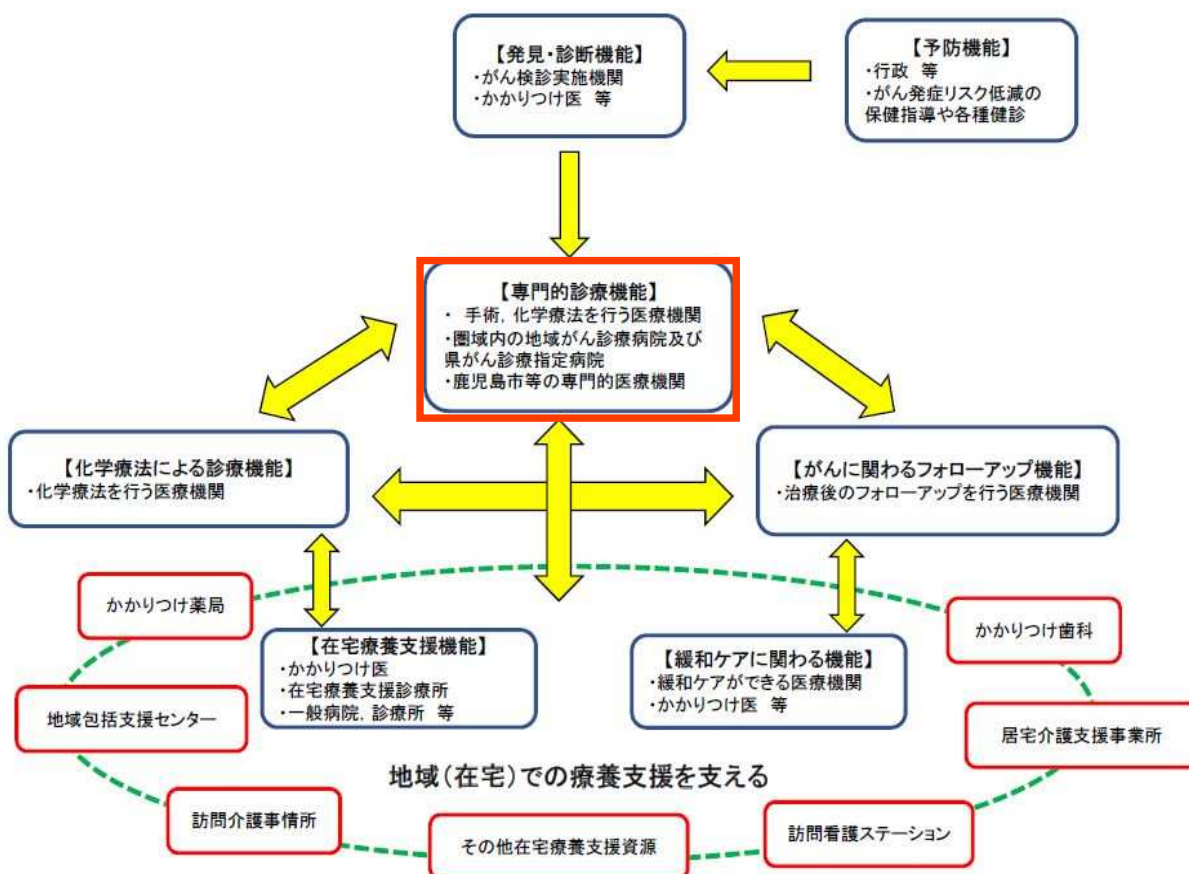 【発見・診断機能】
・がん検診実施機関
・かかりつけ医 等
【予防機能】
・行政 等
・がん発症リスク低減の
保健指導や各種健診
【専門的診療機能】
・ 手術，化学療法を行う医療機関
・圏域内の地域がん診療病院及び
県がん診療指定病院
・鹿児島市等の専門的医療機関
【化学療法による診療機能】
・化学療法を行う医療機関
【がんに関わるフォローアップ機能】
・治療後のフォローアップを行う医療機関
かかりつけ薬局
かかりつけ歯科
【在宅療養支援機能】
・かかりつけ医
・在宅療養支援診療所
・一般病院，診療所 等
【緩和ケアに関わる機能】
・緩和ケアができる医療機関
・かかりつけ医 等
地域包括支援センター
居宅介護支援事業所
地域（在宅）での療養支援を支える
訪問介護事情所
その他在宅療養支援資源
訪問看護ステーション